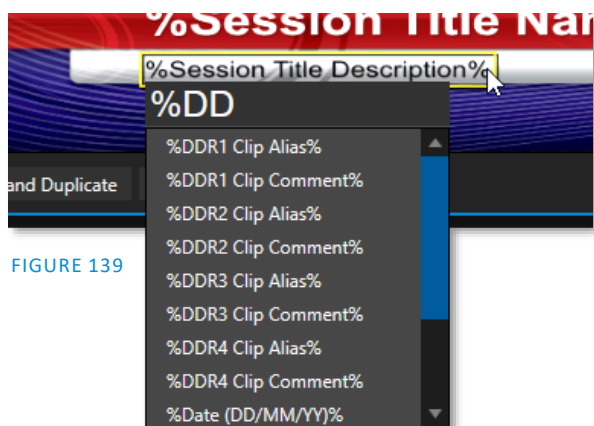 %Session Title Nar
%Session Title Description%
%DD
%DDR1 Clip Alias%
%DDR1 Clip Comment%
%DDR2 Clip Alias%
and Duplicate
%DDR2 Clip Comment%
%DDR3 Clip Alias%
FIGURE 139
%DDR3 Clip Comment%
%DDR4 Clip Alias%
%DDR4 Clip Comment%
%Date (DD/MM/YY)%